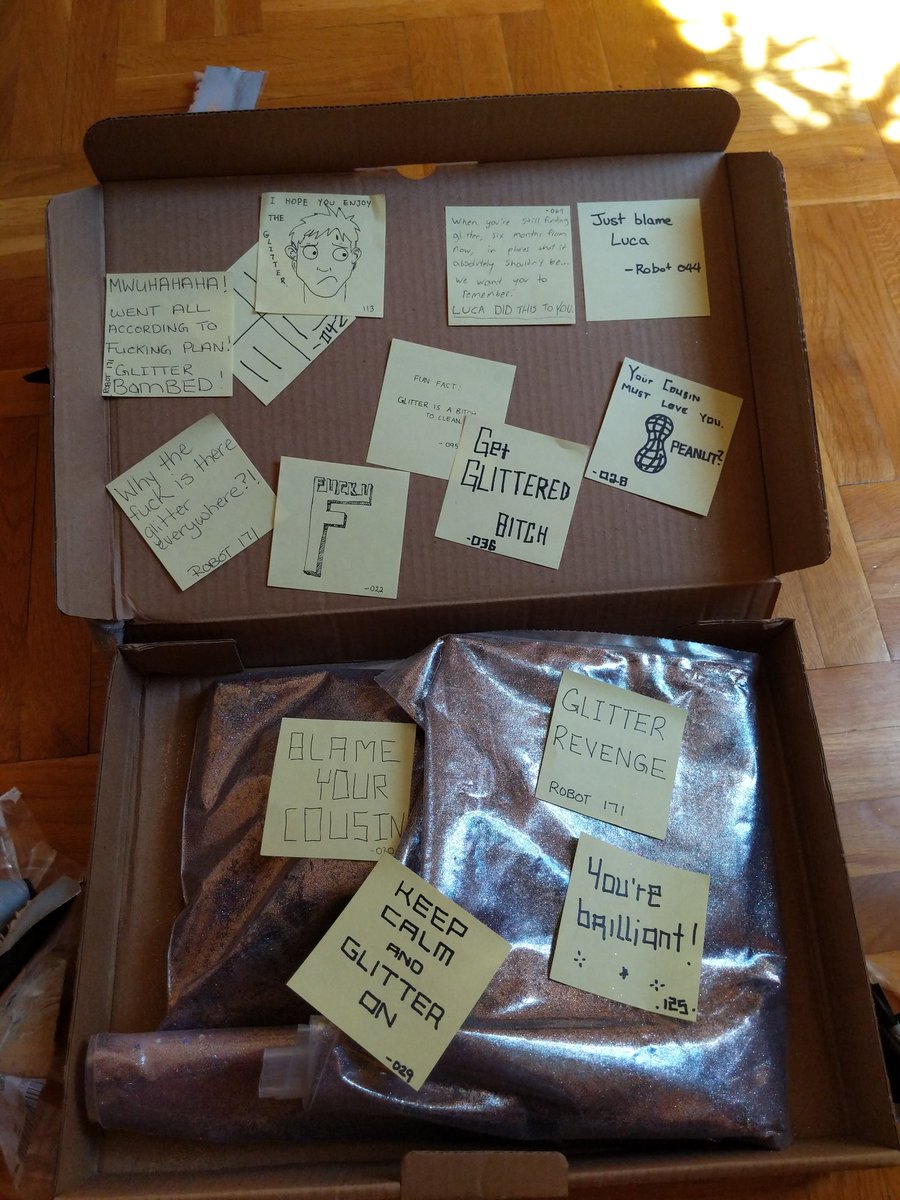 I HOPE YOU ENJOY
THE
GLITTER
113
-042
MWUHAHAHA!
WENT ALL
ACCORDING TO
FUCKING PLAN!
GLITTER
BOMBED!
ROBOT 171
When you're still finding
glitter, six months from
now, in places that it
absolutely shouldn't be...
we want you to
remember.
LUCA DID THIS TO YOU.
Just blame
Luca
-Robot 044
FUN FACT:
GLITTER IS A BITCH
TO CLEAN.
-095
YOUR COUSIN
MUST LOVE YOU.
PEANUT?
-028
Why the
fuck is there
glitter
everywhere?!
ROBOT 171
FUCK U
F
-022
Get
GLITTERED
BITCH
-036
GLITTER
REVENGE
ROBOT 171
BLAME
YOUR
COUSIN
You're
brilliant!
.125.
KEEP
CALM
AND
GLITTER
ON
-029